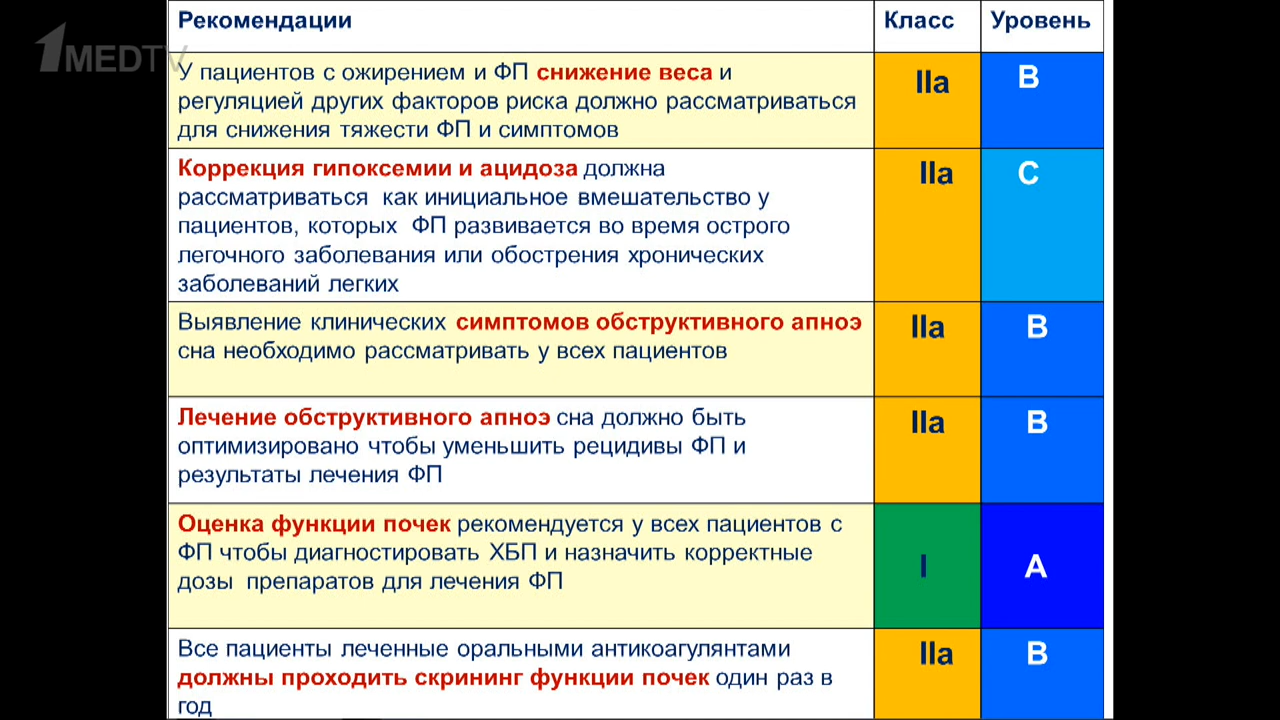 1MEDTV
Рекомендации Класс Уровень
У пациентов с ожирением и ФП снижение веса и
регуляцией других факторов риска должно рассматриваться
для снижения тяжести ФП и симптомов
IIa B
Коррекция гипоксемии и ацидоза должна
рассматриваться как инициальное вмешательство у
пациентов, которых ФП развивается во время острого
легочного заболевания или обострения хронических
заболеваний легких
IIa C
Выявление клинических симптомов обструктивного апноэ
сна необходимо рассматривать у всех пациентов
IIa B
Лечение обструктивного апноэ сна должно быть
оптимизировано чтобы уменьшить рецидивы ФП и
результаты лечения ФП
IIa B
Оценка функции почек рекомендуется у всех пациентов с
ФП чтобы диагностировать ХБП и назначить корректные
дозы препаратов для лечения ФП
I A
Все пациенты леченные оральными антикоагулянтами
должны проходить скрининг функции почек один раз в
год
IIa B